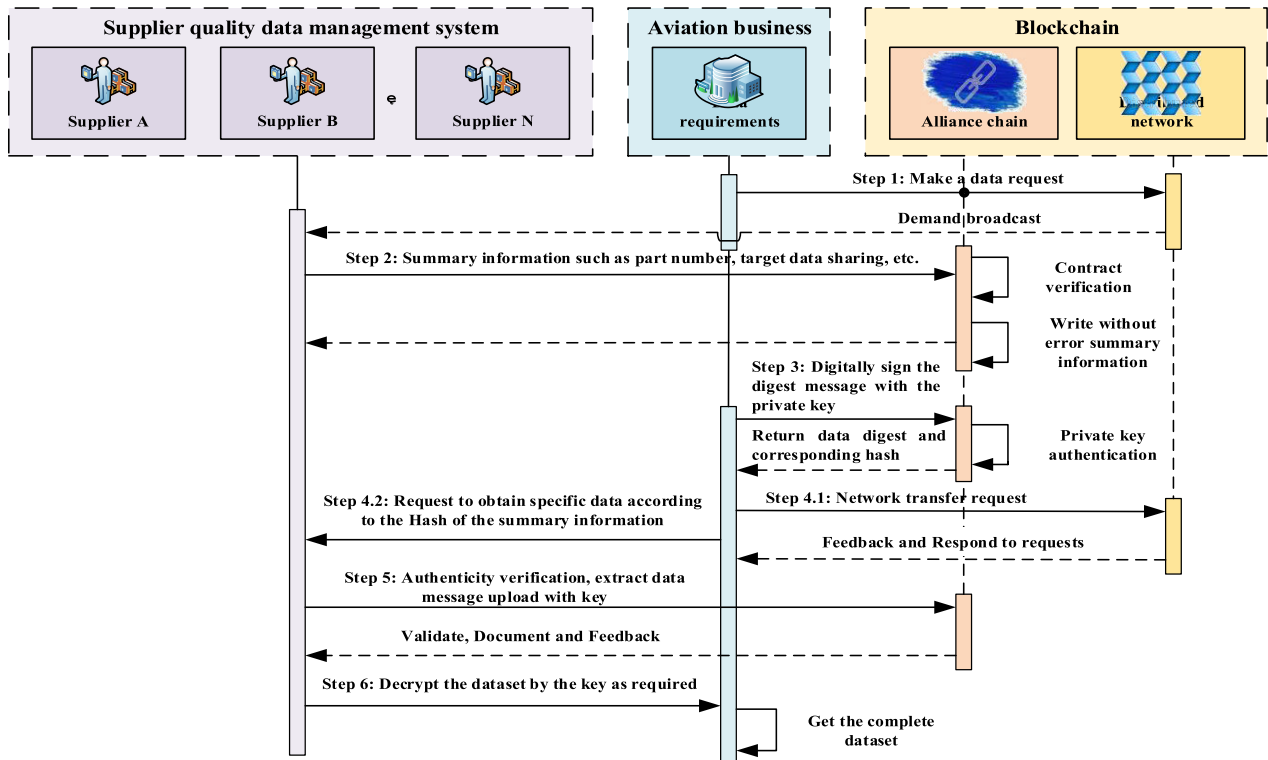 Supplier quality data management system
Aviation business
Blockchain
Supplier A
Supplier B
e
Supplier N
requirements
Alliance chain
network
Step 1: Make a data request
Demand broadcast
Step 2: Summary information such as part number, target data sharing, etc.
Contract
verification
Write without
error summary
information
Step 3: Digitally sign the
digest message with the
private key
Return data digest and
corresponding hash
Private key
authentication
Step 4.2: Request to obtain specific data according
to the Hash of the summary information
Step 4.1: Network transfer request
Feedback and Respond to requests
Step 5: Authenticity verification, extract data
message upload with key
Validate, Document and Feedback
Step 6: Decrypt the dataset by the key as required
Get the complete
dataset